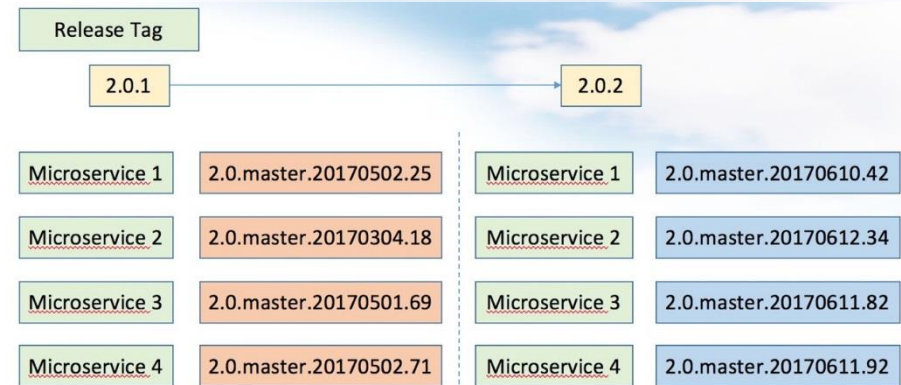 Release Tag
2.0.1
2.0.2
Microservice 1 2.0.master.20170502.25 Microservice 1 2.0.master.20170610.42
Microservice 2 2.0.master.20170304.18 Microservice 2 2.0.master.20170612.34
Microservice 3 2.0.master.20170501.69 Microservice 3 2.0.master.20170611.82
Microservice 4 2.0.master.20170502.71 Microservice 4 2.0.master.20170611.92